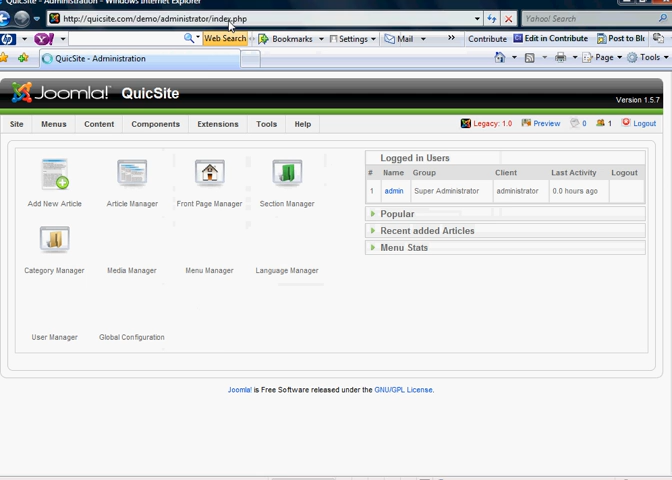 QuicSite - Administration - Windows Internet Explorer
http://quicsite.com/demo/administrator/index.php
Yahoo! Search
Y! Web Search Bookmarks Settings Mail >> Contribute Edit in Contribute Post to Blo
QuicSite - Administration
Page Tools
Joomla! QuicSite
Version 1.5.7
Site Menus Content Components Extensions Tools Help
Legacy: 1.0 Preview 0 1 Logout
Add New Article Article Manager Front Page Manager Section Manager
Category Manager Media Manager Menu Manager Language Manager
User Manager Global Configuration
Logged in Users
# Name Group Client Last Activity Logout
1 admin Super Administrator administrator 0.0 hours ago
Popular
Recent added Articles
Menu Stats
Joomla! is Free Software released under the GNU/GPL License.